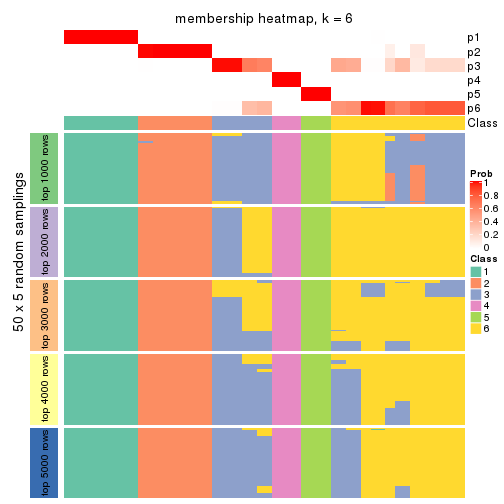 membership heatmap, k = 6
p1
p2
p3
p4
p5
p6
Class
50 x 5 random samplings
top 1000 rows
top 2000 rows
top 3000 rows
top 4000 rows
top 5000 rows
Prob
1
0.8
0.6
0.4
0.2
0
Class
1
2
3
4
5
6